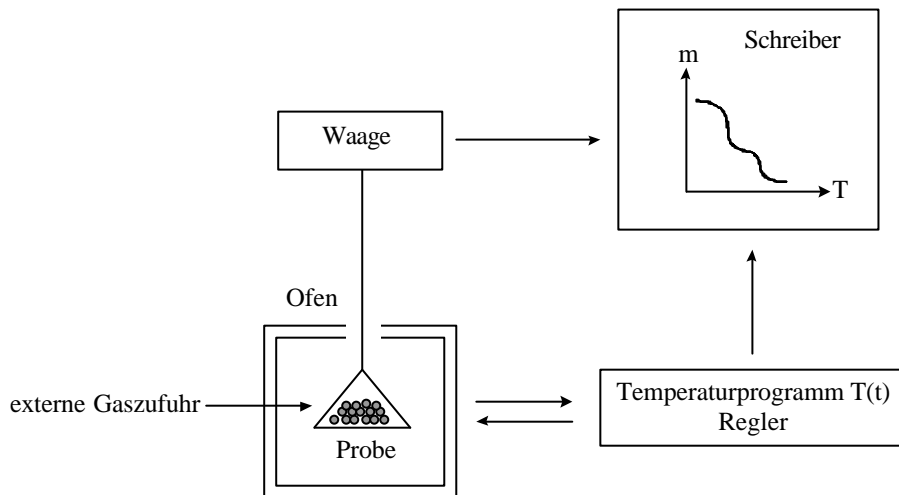 Schreiber
m
T
Waage
Ofen
externe Gaszufuhr
Probe
Temperaturprogramm T(t)
Regler